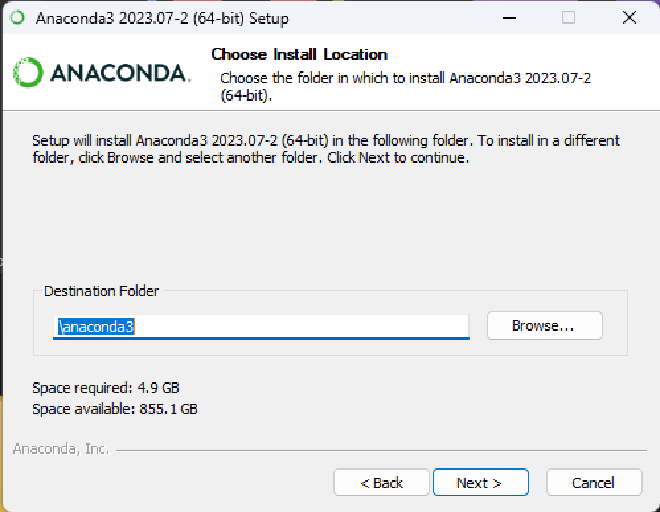 Anaconda3 2023.07-2 (64-bit) Setup
ANACONDA.
Choose Install Location
Choose the folder in which to install Anaconda3 2023.07-2
(64-bit).
Setup will install Anaconda3 2023.07-2 (64-bit) in the following folder. To install in a different
folder, click Browse and select another folder. Click Next to continue.
Destination Folder
\anaconda3
Browse...
Space required: 4.9 GB
Space available: 855.1 GB
Anaconda, Inc.
< Back
Next >
Cancel